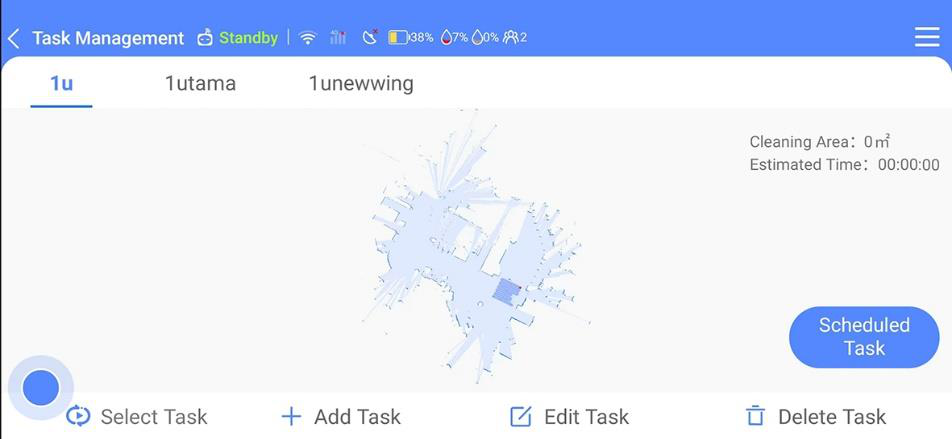 Task Management Standby 38% 7% 0% 2
1u 1utama 1unewwing
Cleaning Area: 0㎡
Estimated Time: 00:00:00
Scheduled
Task
Select Task Add Task Edit Task Delete Task